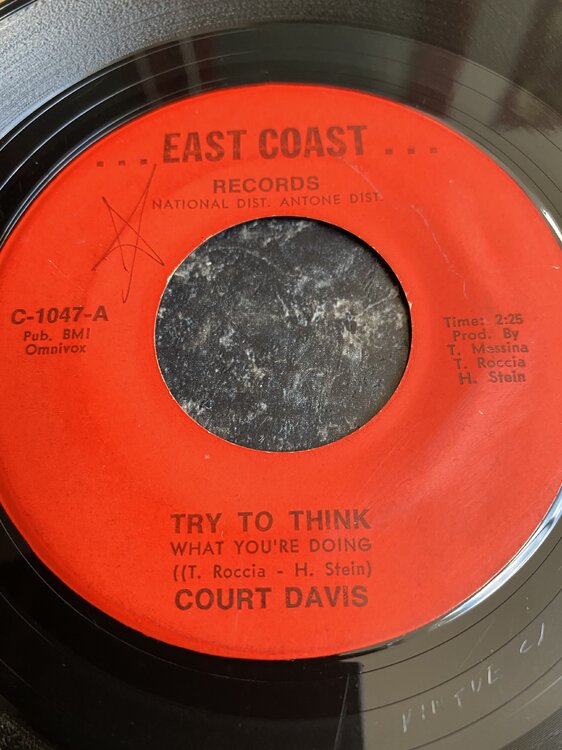 ... EAST COAST ...
RECORDS
NATIONAL DIST. ANTONE DIST.
C-1047-A
Pub. BMI
Omnivox
Time: 2:25
Prod. By
T. Messina
T. Roccia
H. Stein
TRY TO THINK
WHAT YOU'RE DOING
((T. Roccia - H. Stein)
COURT DAVIS
VIRTUE